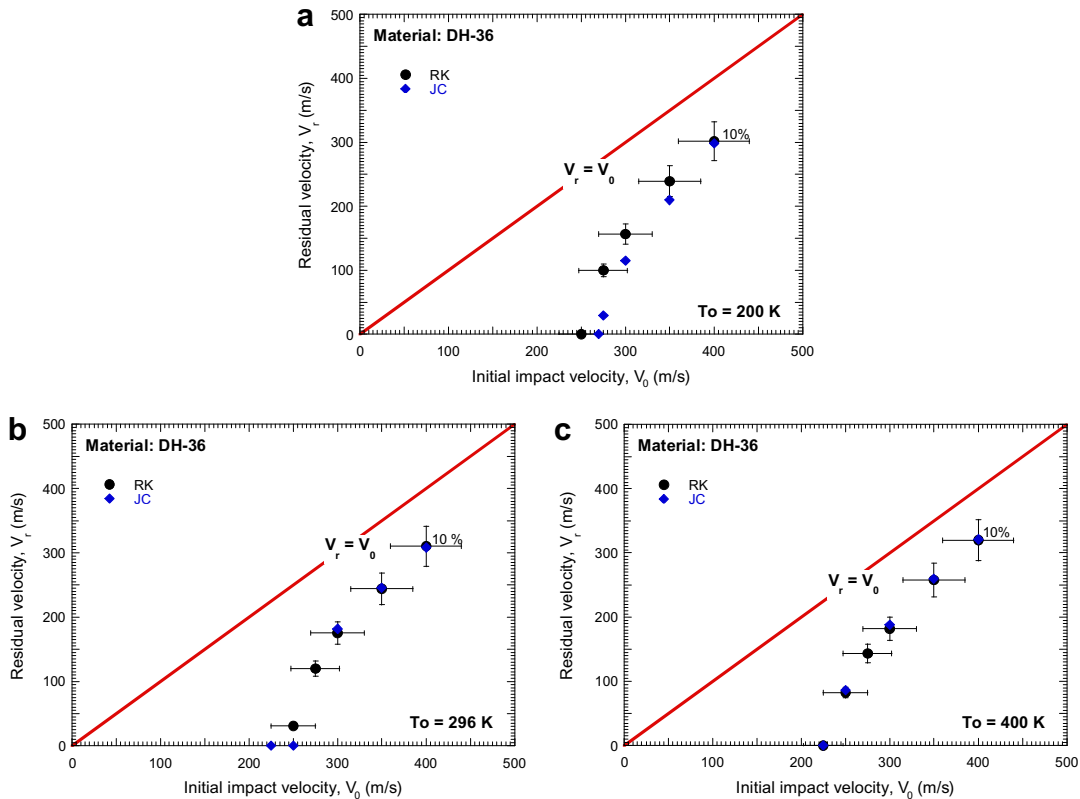 a
Material: DH-36
RK
JC
10%
V_r = V_0
To = 200 K
Residual velocity, V_r (m/s)
500
400
300
200
100
0
0 100 200 300 400 500
Initial impact velocity, V_0 (m/s)
b
Material: DH-36
RK
JC
10 %
V_r = V_0
To = 296 K
Residual velocity, V_r (m/s)
500
400
300
200
100
0
0 100 200 300 400 500
Initial impact velocity, V_0 (m/s)
c
Material: DH-36
RK
JC
10%
V_r = V_0
To = 400 K
Residual velocity, V_r (m/s)
500
400
300
200
100
0
0 100 200 300 400 500
Initial impact velocity, V_0 (m/s)